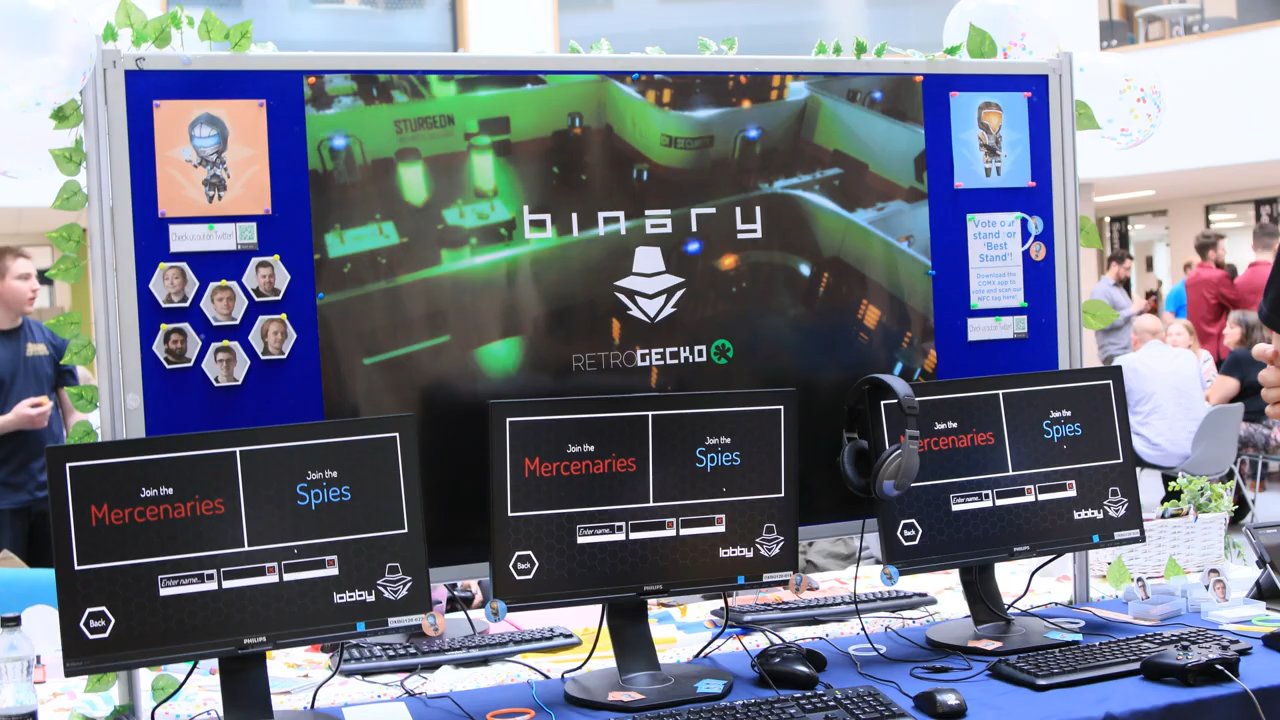 STURGEON
SECURITY
binary
RETROGECKO
Check us out on Twitter!
Vote our
stand for
'Best
Stand'!
Download the
COMX app to
vote and scan our
NFC tag here!
Check us out on Twitter!
Join the
Mercenaries
Join the
Spies
Enter name...
Back
lobby
PHILIPS
Join the
Mercenaries
Join the
Spies
Enter name...
Back
lobby
PHILIPS
Join the
Mercenaries
Join the
Spies
Enter name...
Back
lobby
PHILIPS